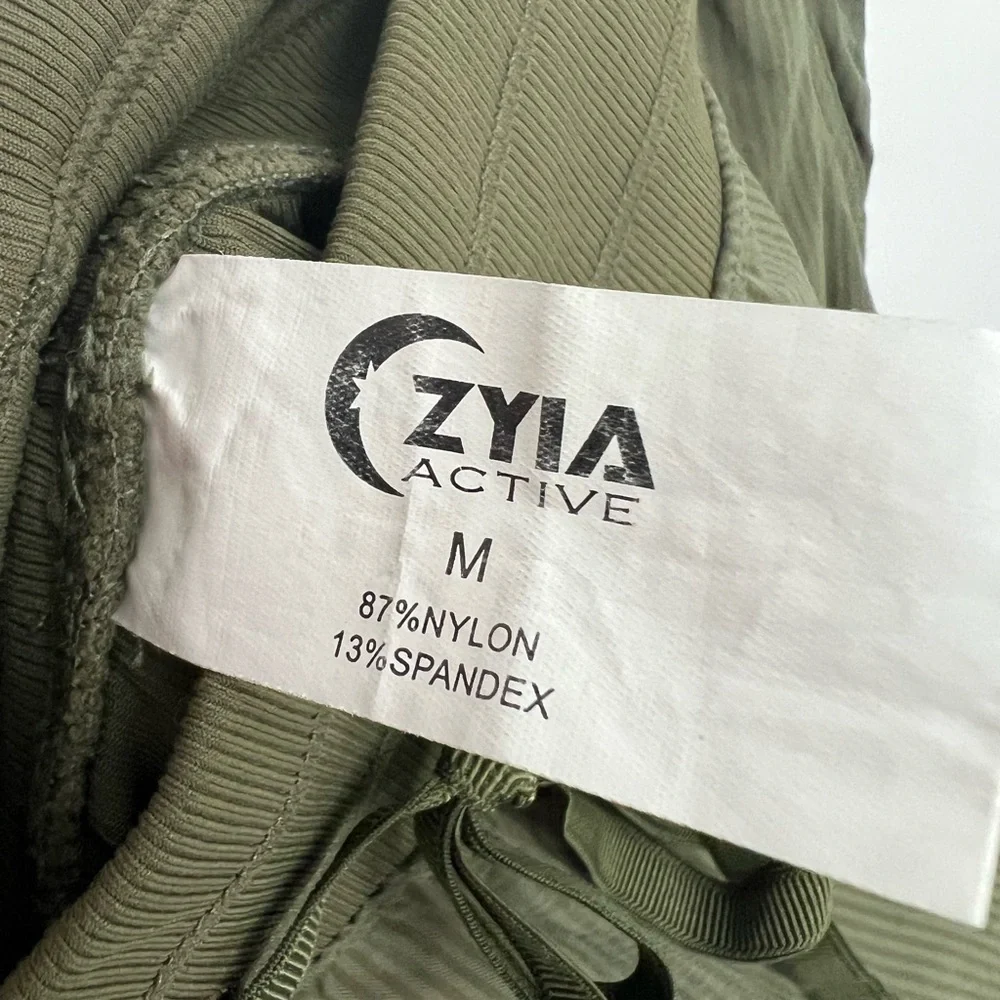 ZYIA
ACTIVE
M
87%NYLON
13%SPANDEX